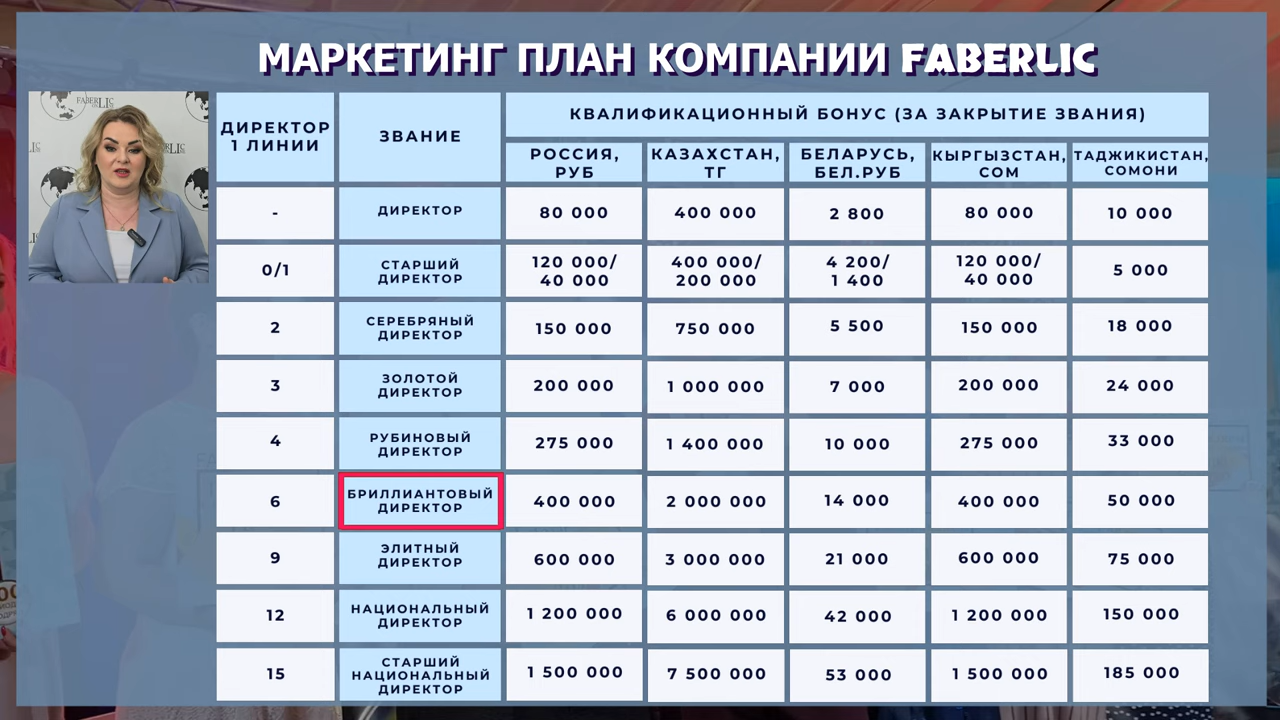 МАРКЕТИНГ ПЛАН КОМПАНИИ FABERLIC
FABERLIC
ДИРЕКТОР
1 ЛИНИИ
ЗВАНИЕ
КВАЛИФИКАЦИОННЫЙ БОНУС (ЗА ЗАКРЫТИЕ ЗВАНИЯ)
РОССИЯ,
РУБ
КАЗАХСТАН,
ТГ
БЕЛАРУСЬ,
БЕЛ.РУБ
КЫРГЫЗСТАН,
СОМ
ТАДЖИКИСТАН,
СОМОНИ
-
ДИРЕКТОР
80 000
400 000
2 800
80 000
10 000
0/1
СТАРШИЙ
ДИРЕКТОР
120 000/
40 000
400 000/
200 000
4 200/
1 400
120 000/
40 000
5 000
2
СЕРЕБРЯНЫЙ
ДИРЕКТОР
150 000
750 000
5 500
150 000
18 000
3
ЗОЛОТОЙ
ДИРЕКТОР
200 000
1 000 000
7 000
200 000
24 000
4
РУБИНОВЫЙ
ДИРЕКТОР
275 000
1 400 000
10 000
275 000
33 000
6
БРИЛЛИАНТОВЫЙ
ДИРЕКТОР
400 000
2 000 000
14 000
400 000
50 000
9
ЭЛИТНЫЙ
ДИРЕКТОР
600 000
3 000 000
21 000
600 000
75 000
12
НАЦИОНАЛЬНЫЙ
ДИРЕКТОР
1 200 000
6 000 000
42 000
1 200 000
150 000
15
СТАРШИЙ
НАЦИОНАЛЬНЫЙ
ДИРЕКТОР
1 500 000
7 500 000
53 000
1 500 000
185 000